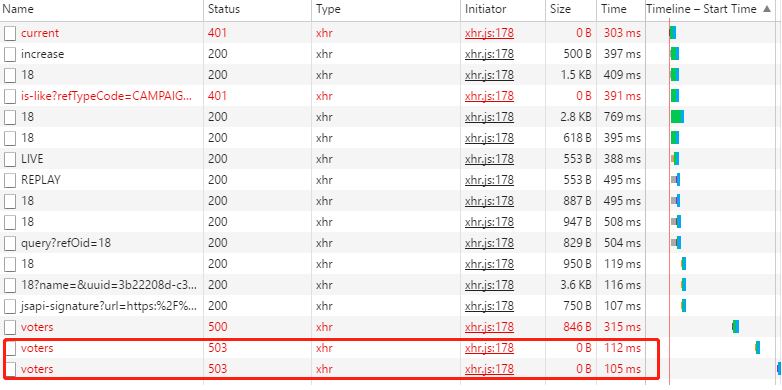 Name Status Type Initiator Size Time Timeline – Start Time
current 401 xhr xhr.js:178 0 B 303 ms
increase 200 xhr xhr.js:178 500 B 397 ms
18 200 xhr xhr.js:178 1.5 KB 409 ms
is-like?refTypeCode=CAMPAIG... 401 xhr xhr.js:178 0 B 391 ms
18 200 xhr xhr.js:178 2.8 KB 769 ms
18 200 xhr xhr.js:178 618 B 395 ms
LIVE 200 xhr xhr.js:178 553 B 388 ms
REPLAY 200 xhr xhr.js:178 553 B 495 ms
18 200 xhr xhr.js:178 887 B 495 ms
18 200 xhr xhr.js:178 947 B 508 ms
query?refOid=18 200 xhr xhr.js:178 829 B 504 ms
18 200 xhr xhr.js:178 950 B 119 ms
18?name=&uuid=3b22208d-c3... 200 xhr xhr.js:178 3.6 KB 116 ms
jsapi-signature?url=https:%2F%... 200 xhr xhr.js:178 750 B 107 ms
voters 500 xhr xhr.js:178 846 B 315 ms
voters 503 xhr xhr.js:178 0 B 112 ms
voters 503 xhr xhr.js:178 0 B 105 ms